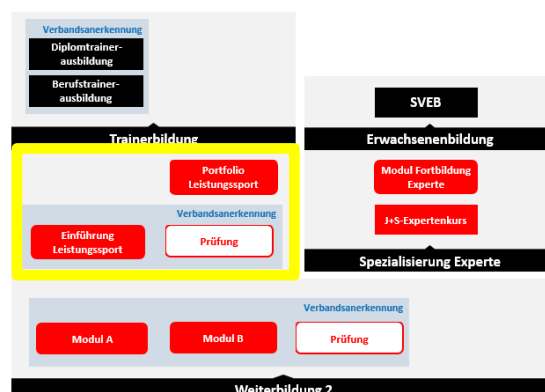 Verbandsanerkennung
Diplomtrainer-
ausbildung
Berufstrainer-
ausbildung
Trainerbildung
SVEB
Erwachsenenbildung
Portfolio
Leistungssport
Verbandsanerkennung
Einführung
Leistungssport
Prüfung
Modul Fortbildung
Experte
J+S-Expertenkurs
Spezialisierung Experte
Verbandsanerkennung
Modul A
Modul B
Prüfung
Weiterbildung 2